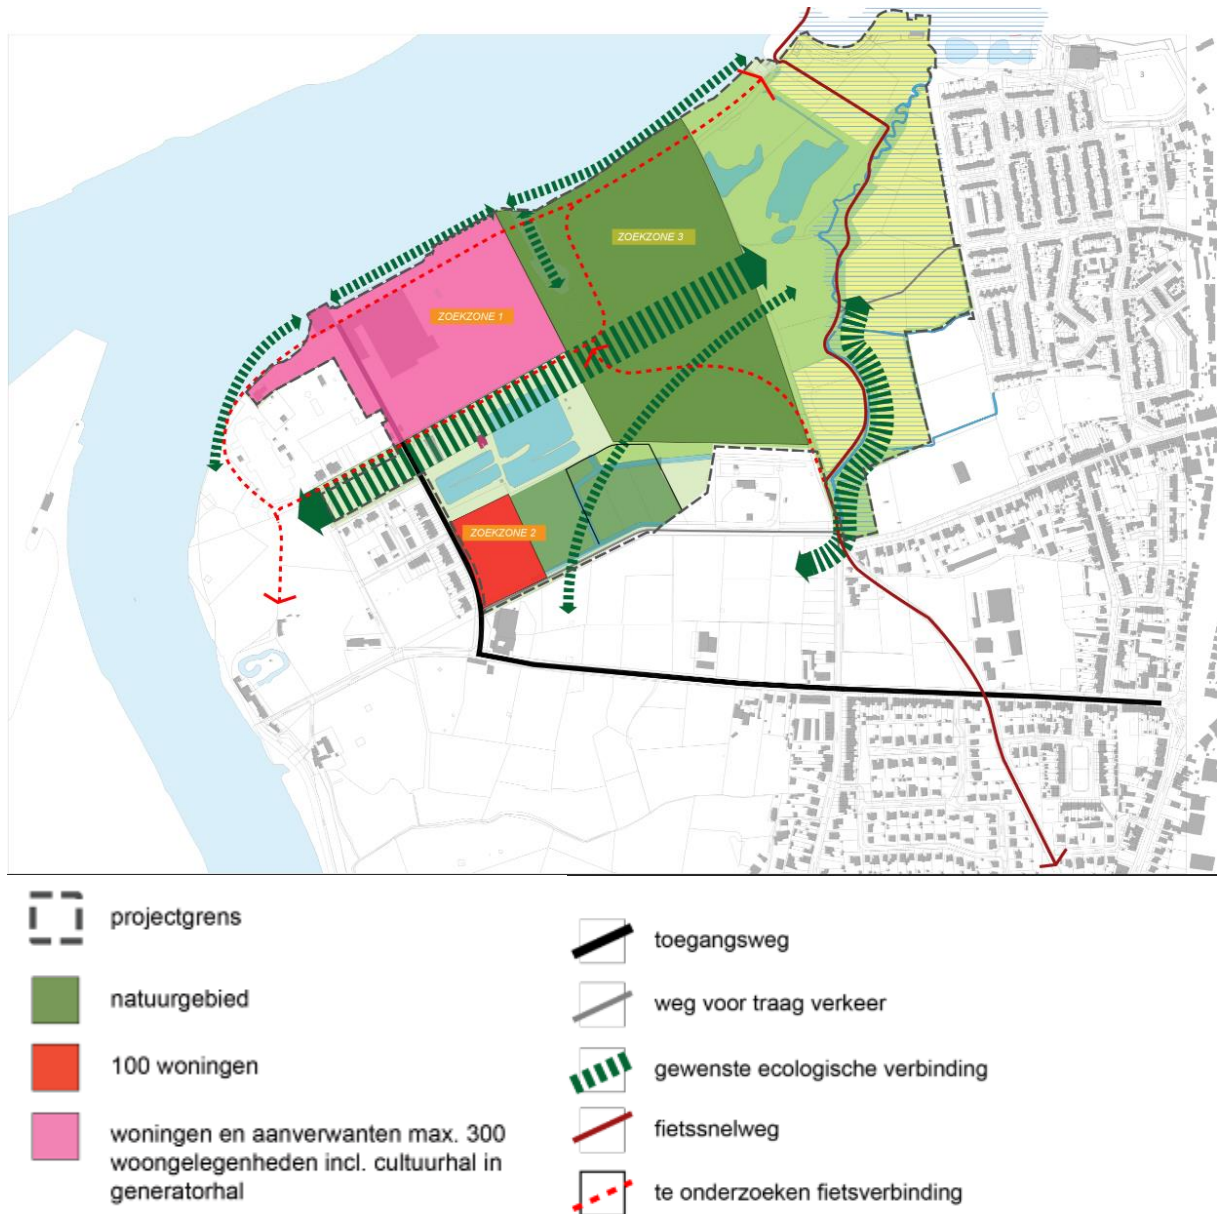 ZOEKZONE 3
ZOEKZONE 1
ZOEKZONE 2
projectgrens
natuurgebied
100 woningen
woningen en aanverwanten max. 300
woongelegenheden incl. cultuurhal in
generatorhal
toegangsweg
weg voor traag verkeer
gewenste ecologische verbinding
fietssnelweg
te onderzoeken fietsverbinding